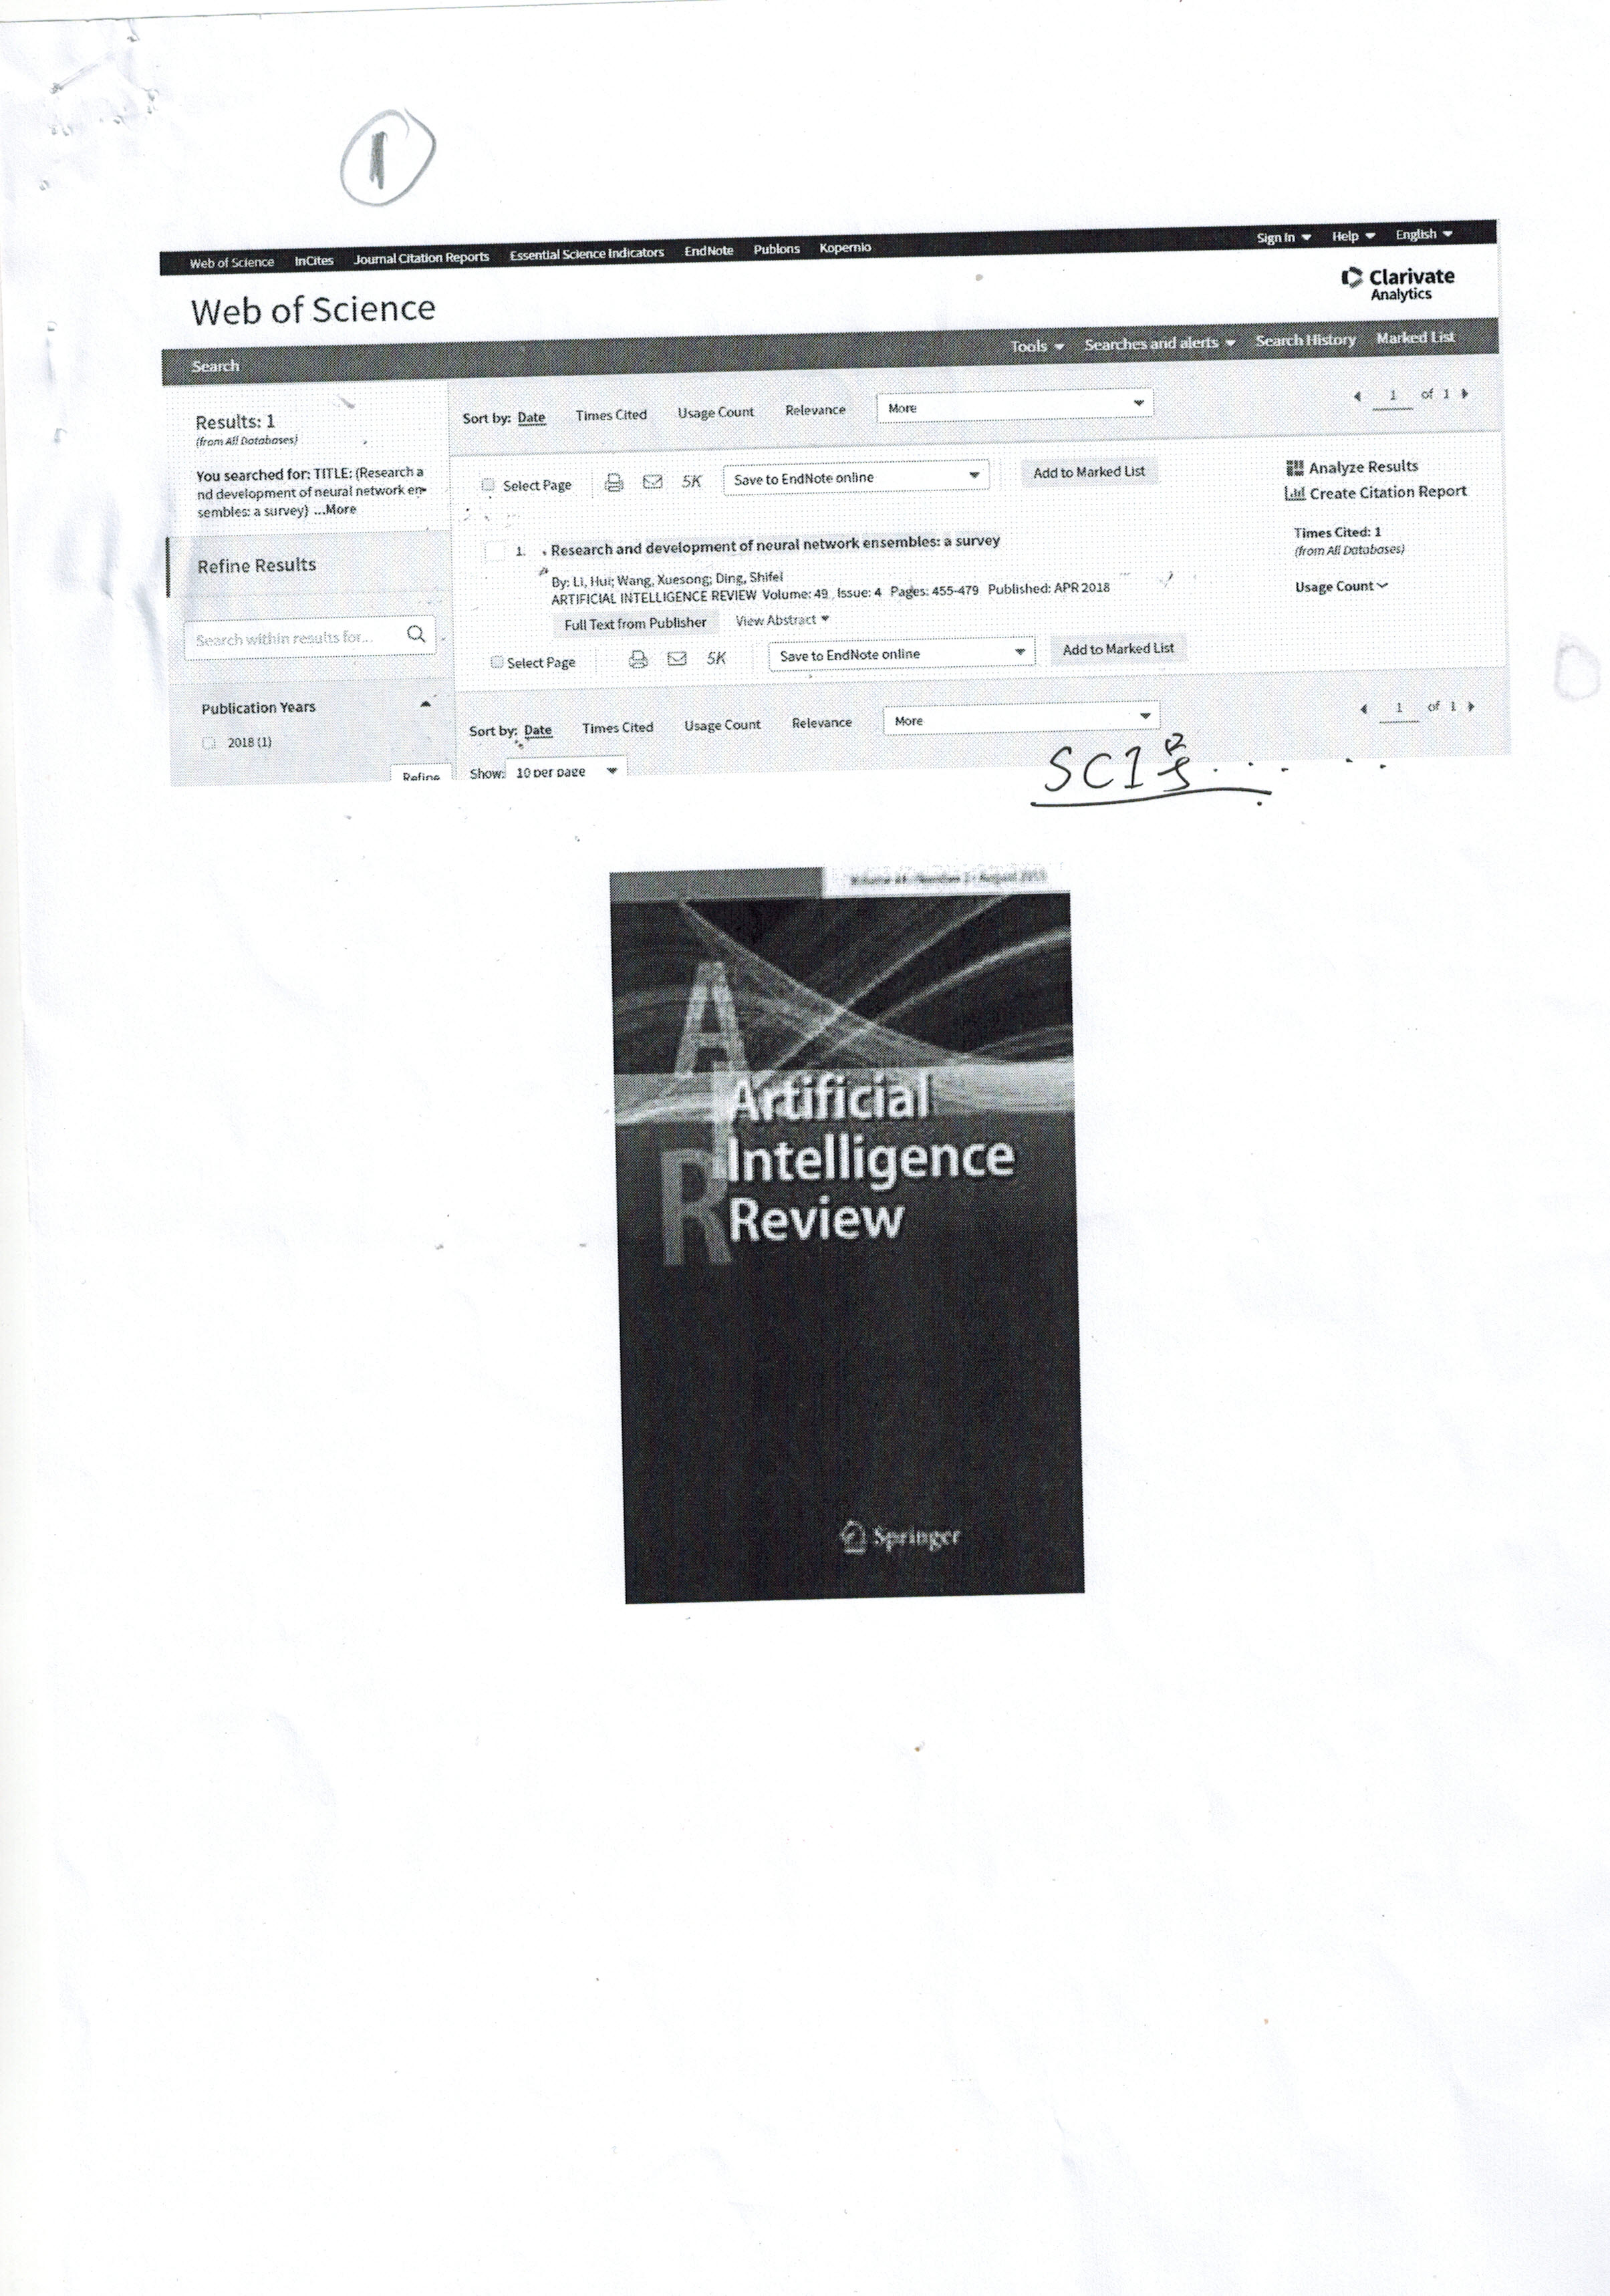 1
Web of Science InCites Journal Citation Reports Essential Science Indicators EndNote Publons Kopernio Sign In Help English
Web of Science
Clarivate
Analytics
Search Tools Searches and alerts Search History Marked List
Results: 1
(from All Databases)
You searched for: TITLE: (Research a
nd development of neural network en-
sembles: a survey) ...More
Refine Results
Search within results for...
Publication Years
2018 (1)
Refine
Sort by: Date Times Cited Usage Count Relevance More
1 of 1
Select Page 5K Save to EndNote online Add to Marked List
Analyze Results
Create Citation Report
1. Research and development of neural network ensembles: a survey
By: Li, Hui; Wang, Xuesong; Ding, Shifei
ARTIFICIAL INTELLIGENCE REVIEW Volume: 49 Issue: 4 Pages: 455-479 Published: APR 2018
Full Text from Publisher View Abstract
Times Cited: 1
(from All Databases)
Usage Count
Select Page 5K Save to EndNote online Add to Marked List
Sort by: Date Times Cited Usage Count Relevance More
1 of 1
Show: 10 per page
SCI
A
I
R
Artificial
Intelligence
Review
Springer